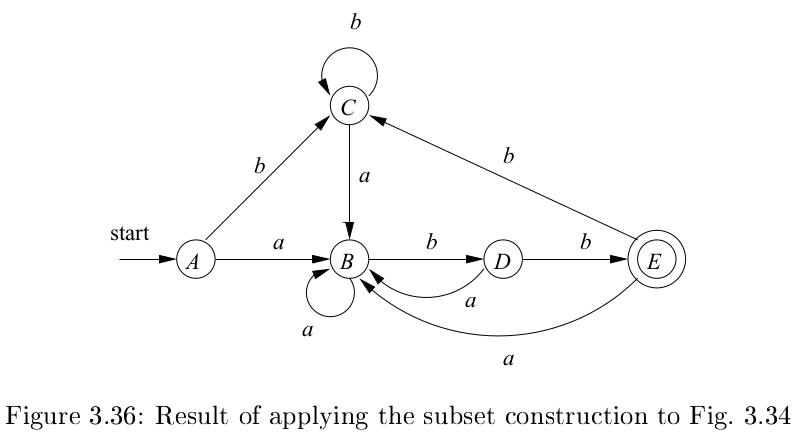 b
C
b
b
a
start
a
b
b
A
B
D
E
a
a
a
Figure 3.36: Result of applying the subset construction to Fig. 3.34